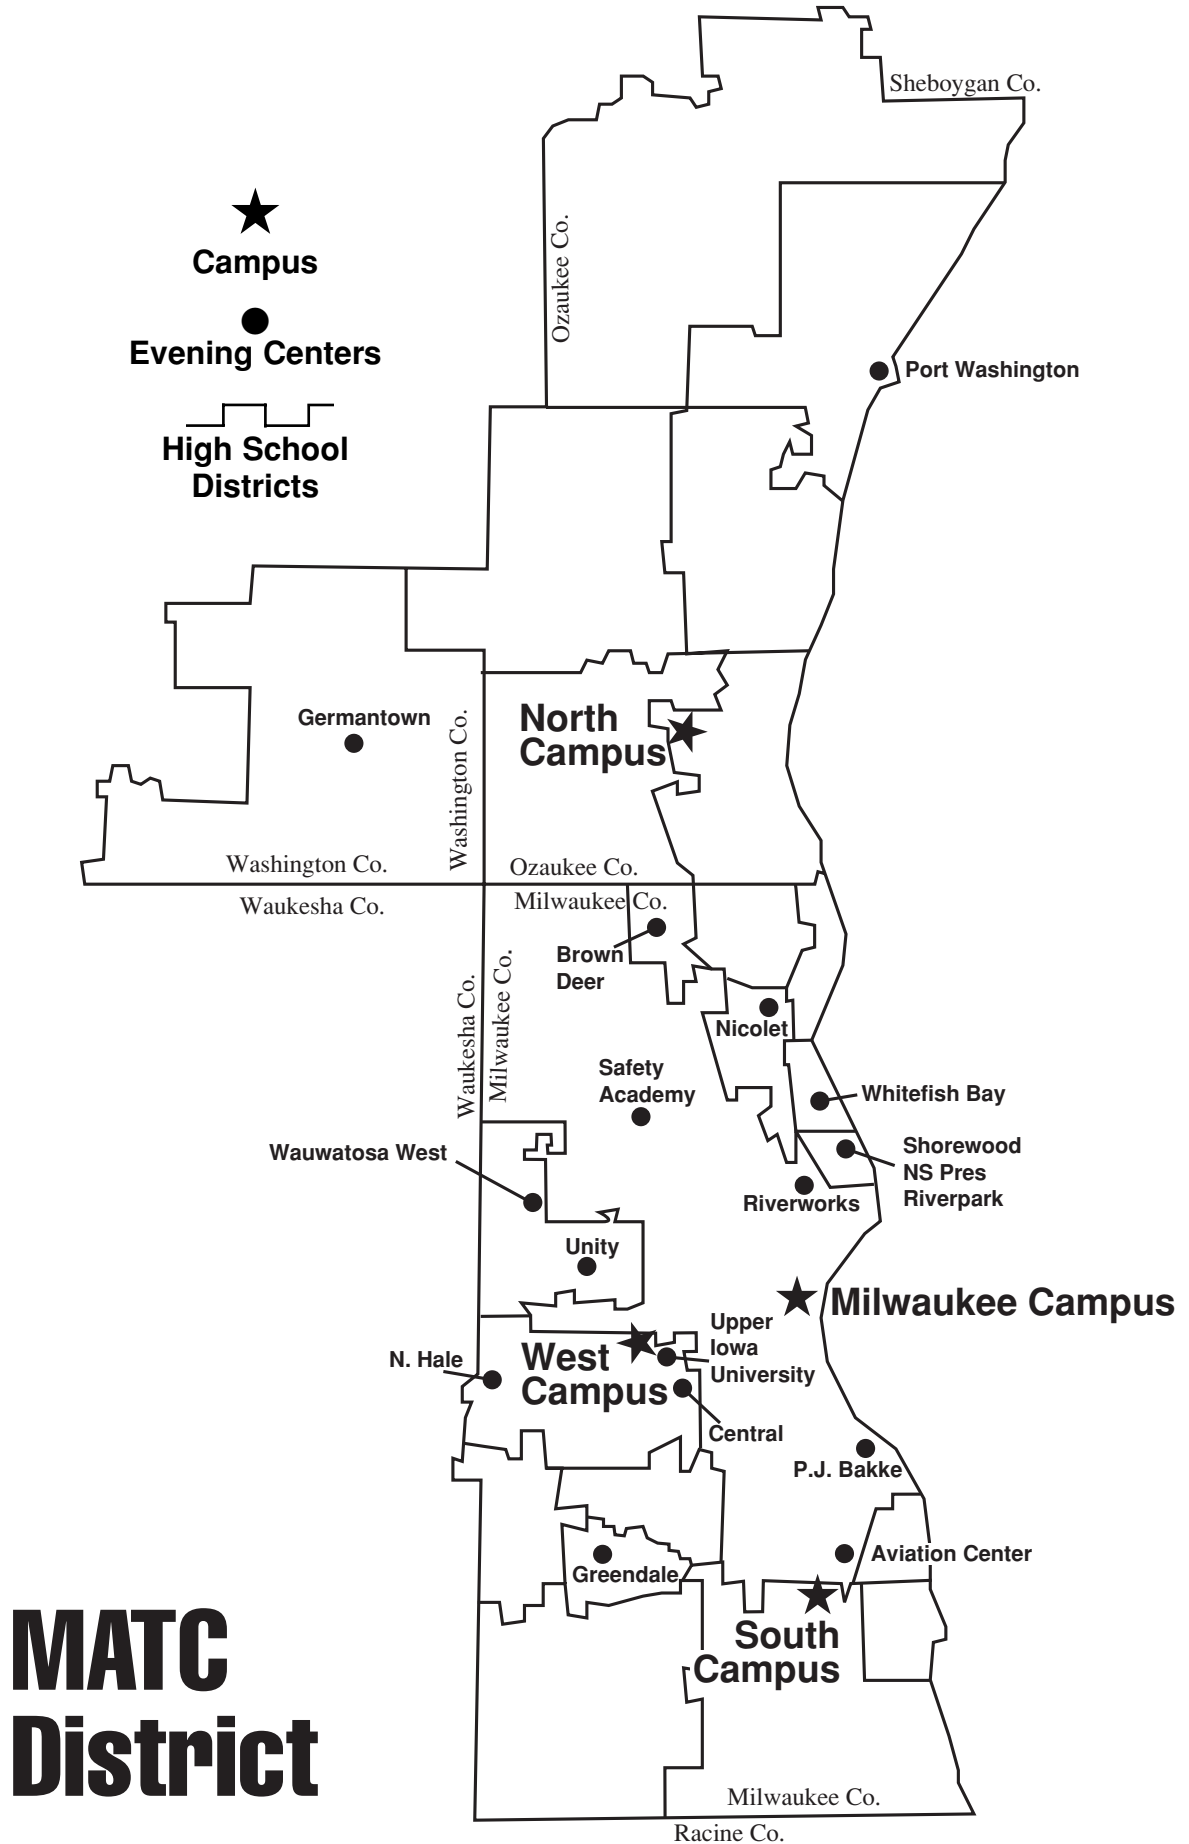 Sheboygan Co.
Campus
Ozaukee Co.
Evening Centers
Port Washington
High School
Districts
Germantown
North
Campus
Washington Co.
Washington Co.
Ozaukee Co.
Waukesha Co.
Milwaukee Co.
Brown
Deer
Waukesha Co.
Milwaukee Co.
Nicolet
Safety
Academy
Whitefish Bay
Wauwatosa West
Shorewood
NS Pres
Riverpark
Riverworks
Unity
Milwaukee Campus
Upper
Iowa
University
N. Hale
West
Campus
Central
P.J. Bakke
Aviation Center
Greendale
South
Campus
MATC
District
Milwaukee Co.
Racine Co.